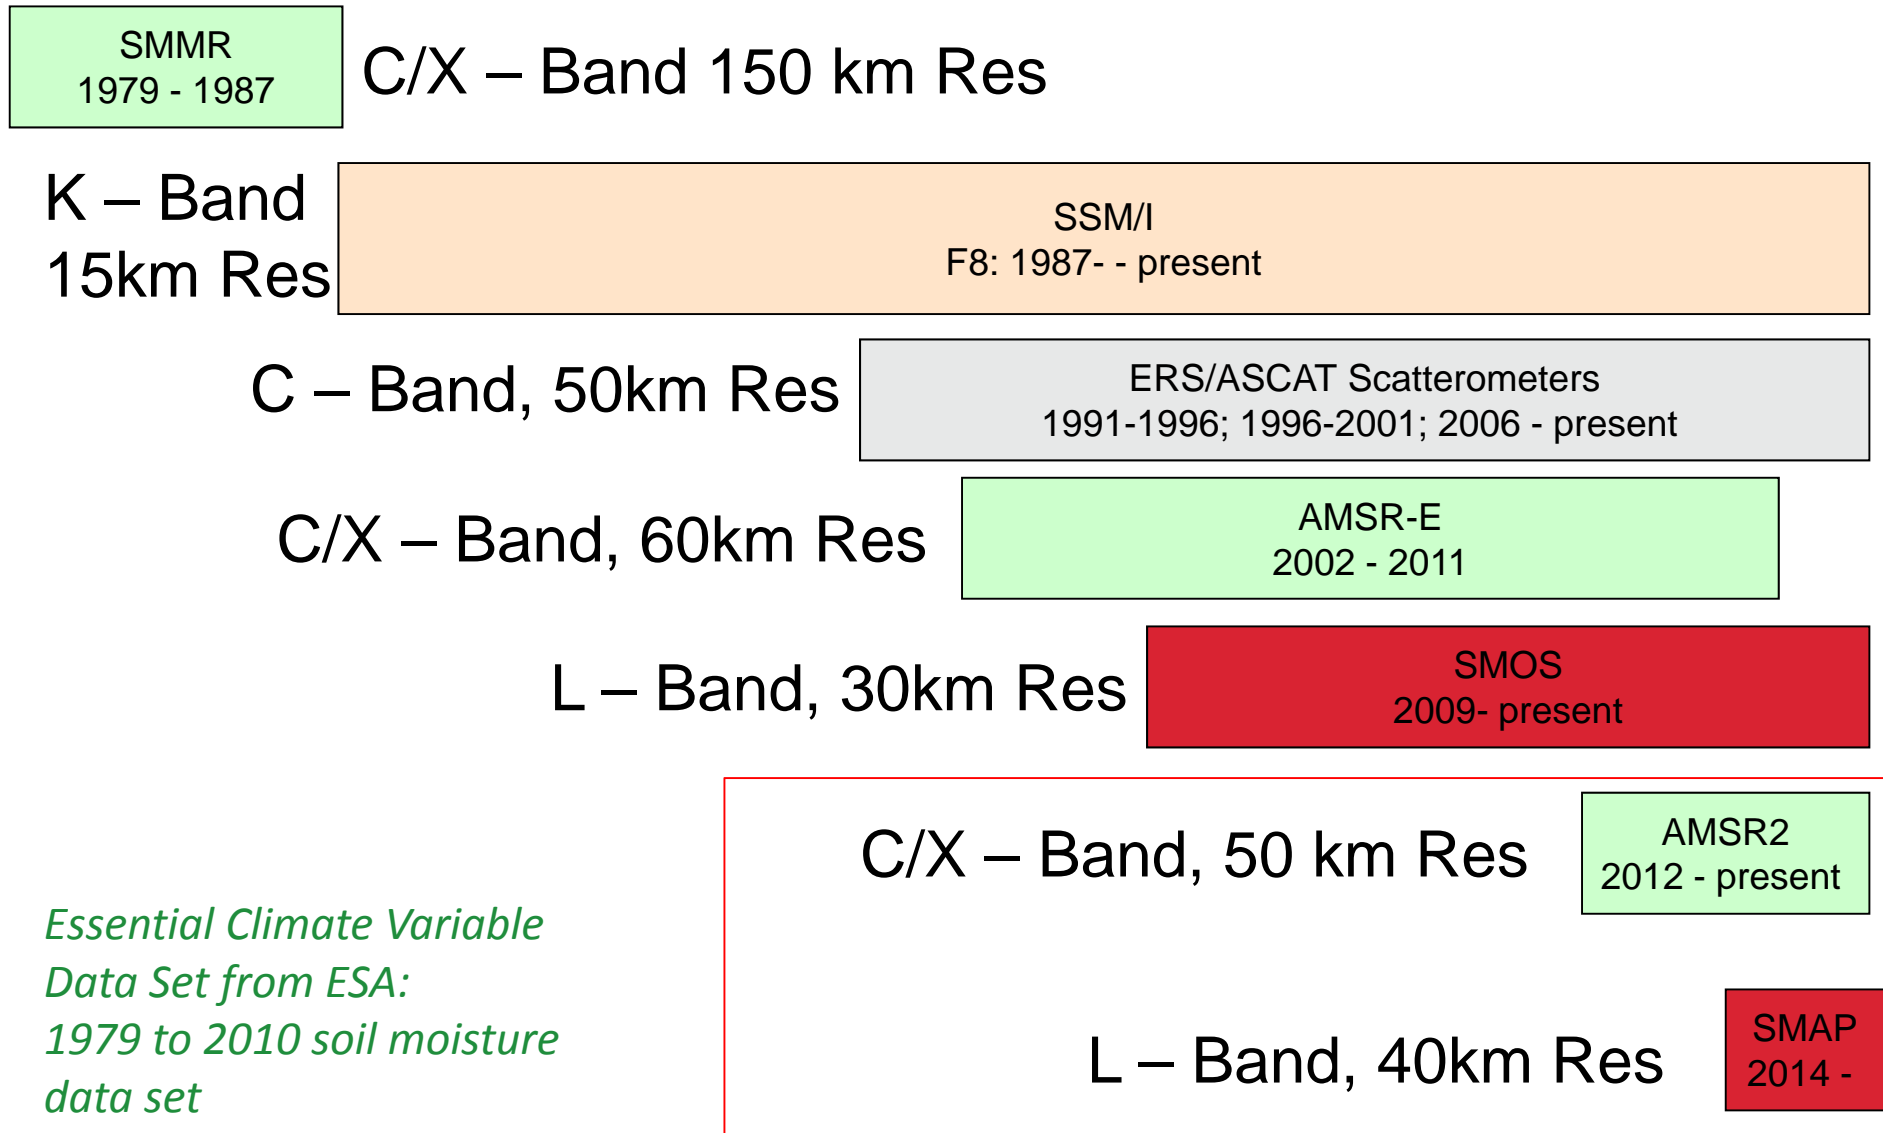 SMMR
1979 - 1987
C/X – Band 150 km Res
K – Band
15km Res
SSM/I
F8: 1987- - present
C – Band, 50km Res
ERS/ASCAT Scatterometers
1991-1996; 1996-2001; 2006 - present
C/X – Band, 60km Res
AMSR-E
2002 - 2011
L – Band, 30km Res
SMOS
2009- present
C/X – Band, 50 km Res
AMSR2
2012 - present
Essential Climate Variable
Data Set from ESA:
1979 to 2010 soil moisture
data set
L – Band, 40km Res
SMAP
2014 -